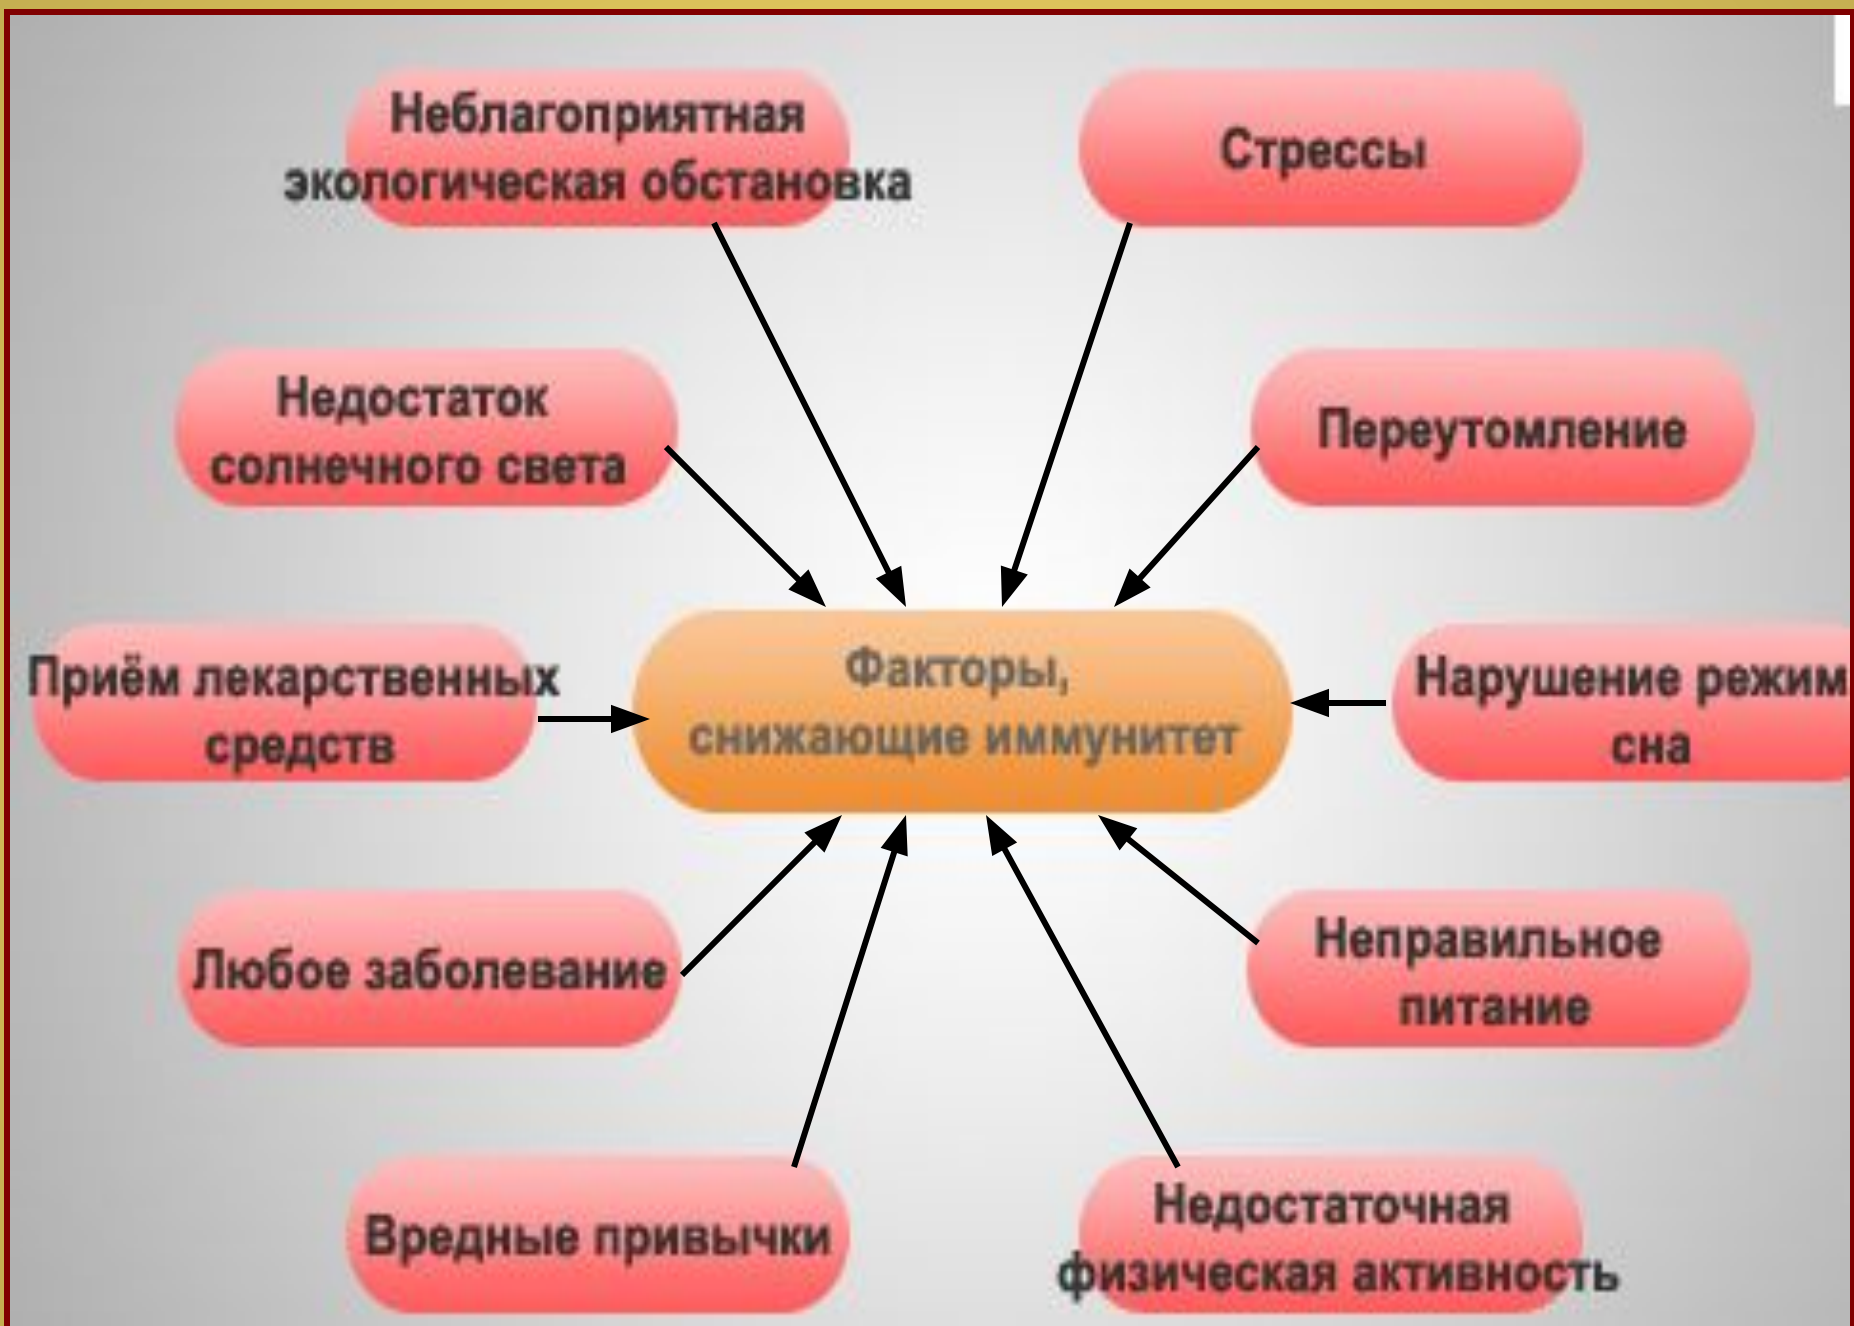 Неблагоприятная
экологическая обстановка
Стрессы
Недостаток
солнечного света
Переутомление
Приём лекарственных
средств
Факторы,
снижающие иммунитет
Нарушение режим
сна
Любое заболевание
Неправильное
питание
Вредные привычки
Недостаточная
физическая активность